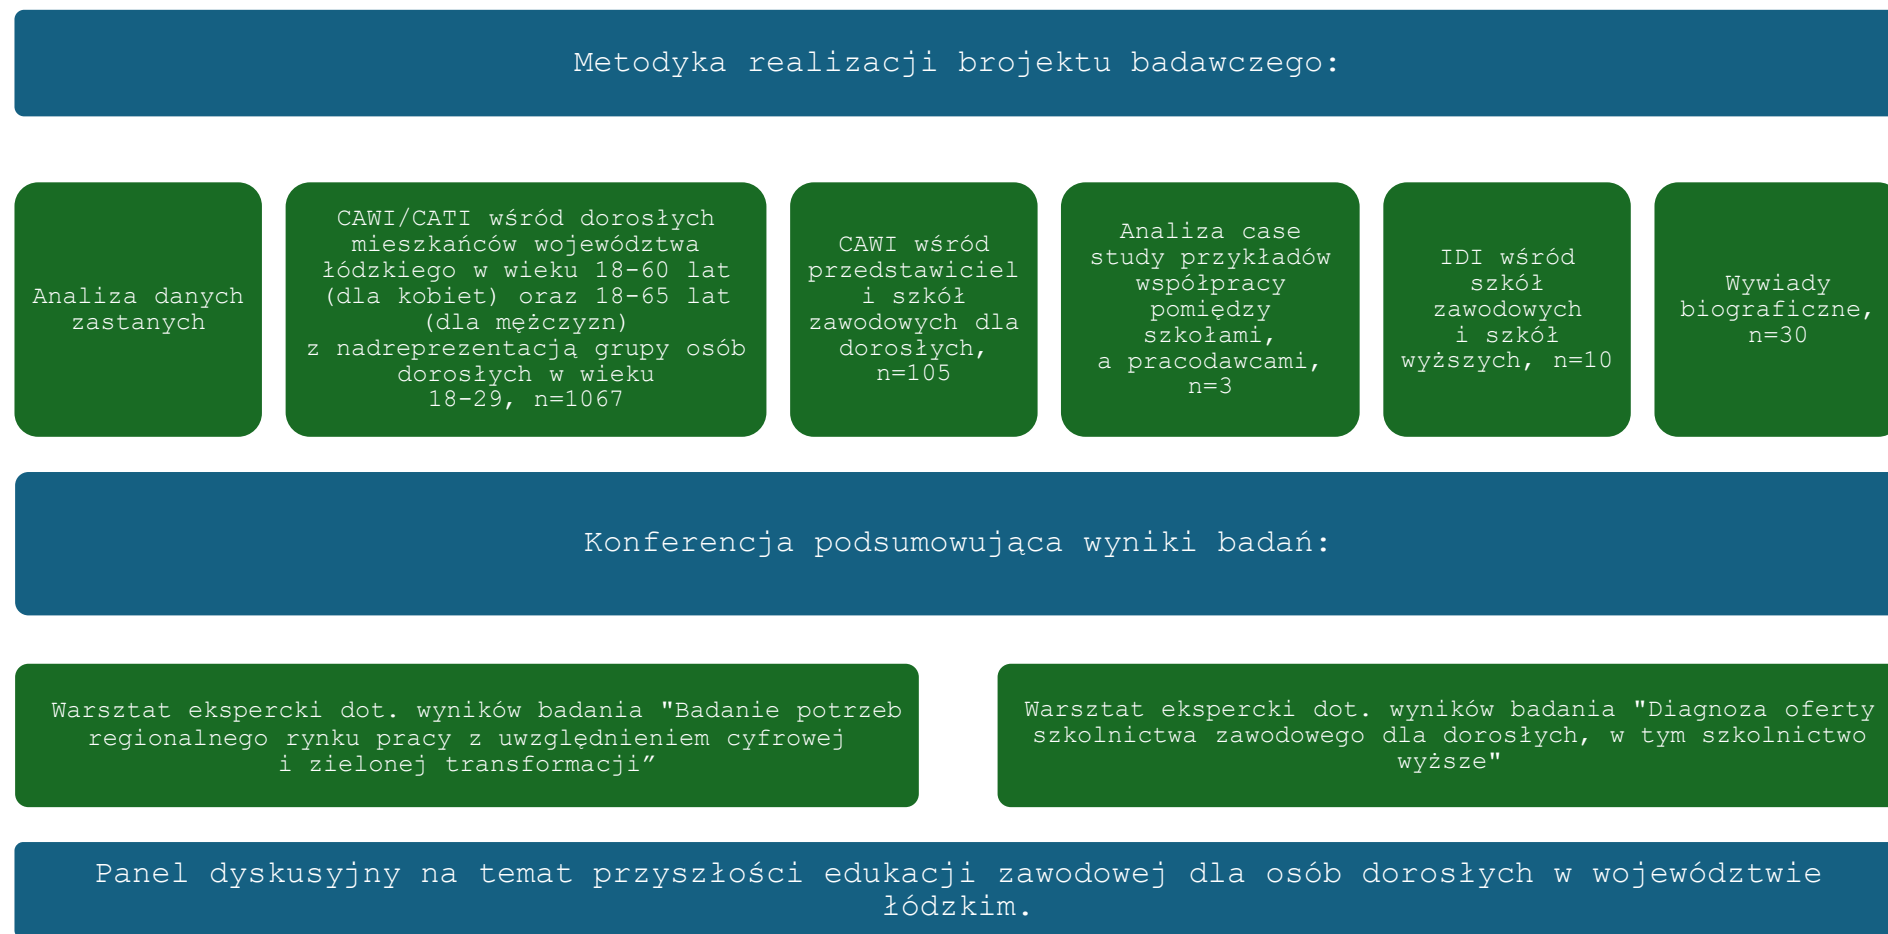 Metodyka realizacji brojektu badawczego:
Analiza danych
zastanych
CAWI/CATI wśród dorosłych
mieszkańców województwa
łódzkiego w wieku 18-60 lat
(dla kobiet) oraz 18-65 lat
(dla mężczyzn)
z nadreprezentacją grupy osób
dorosłych w wieku
18-29, n=1067
CAWI wśród
przedstawiciel
i szkół
zawodowych dla
dorosłych,
n=105
Analiza case
study przykładów
współpracy
pomiędzy
szkołami,
a pracodawcami,
n=3
IDI wśród
szkół
zawodowych
i szkół
wyższych, n=10
Wywiady
biograficzne,
n=30
Konferencja podsumowująca wyniki badań:
Warsztat ekspercki dot. wyników badania "Badanie potrzeb
regionalnego rynku pracy z uwzględnieniem cyfrowej
i zielonej transformacji”
Warsztat ekspercki dot. wyników badania "Diagnoza oferty
szkolnictwa zawodowego dla dorosłych, w tym szkolnictwo
wyższe"
Panel dyskusyjny na temat przyszłości edukacji zawodowej dla osób dorosłych w województwie
łódzkim.